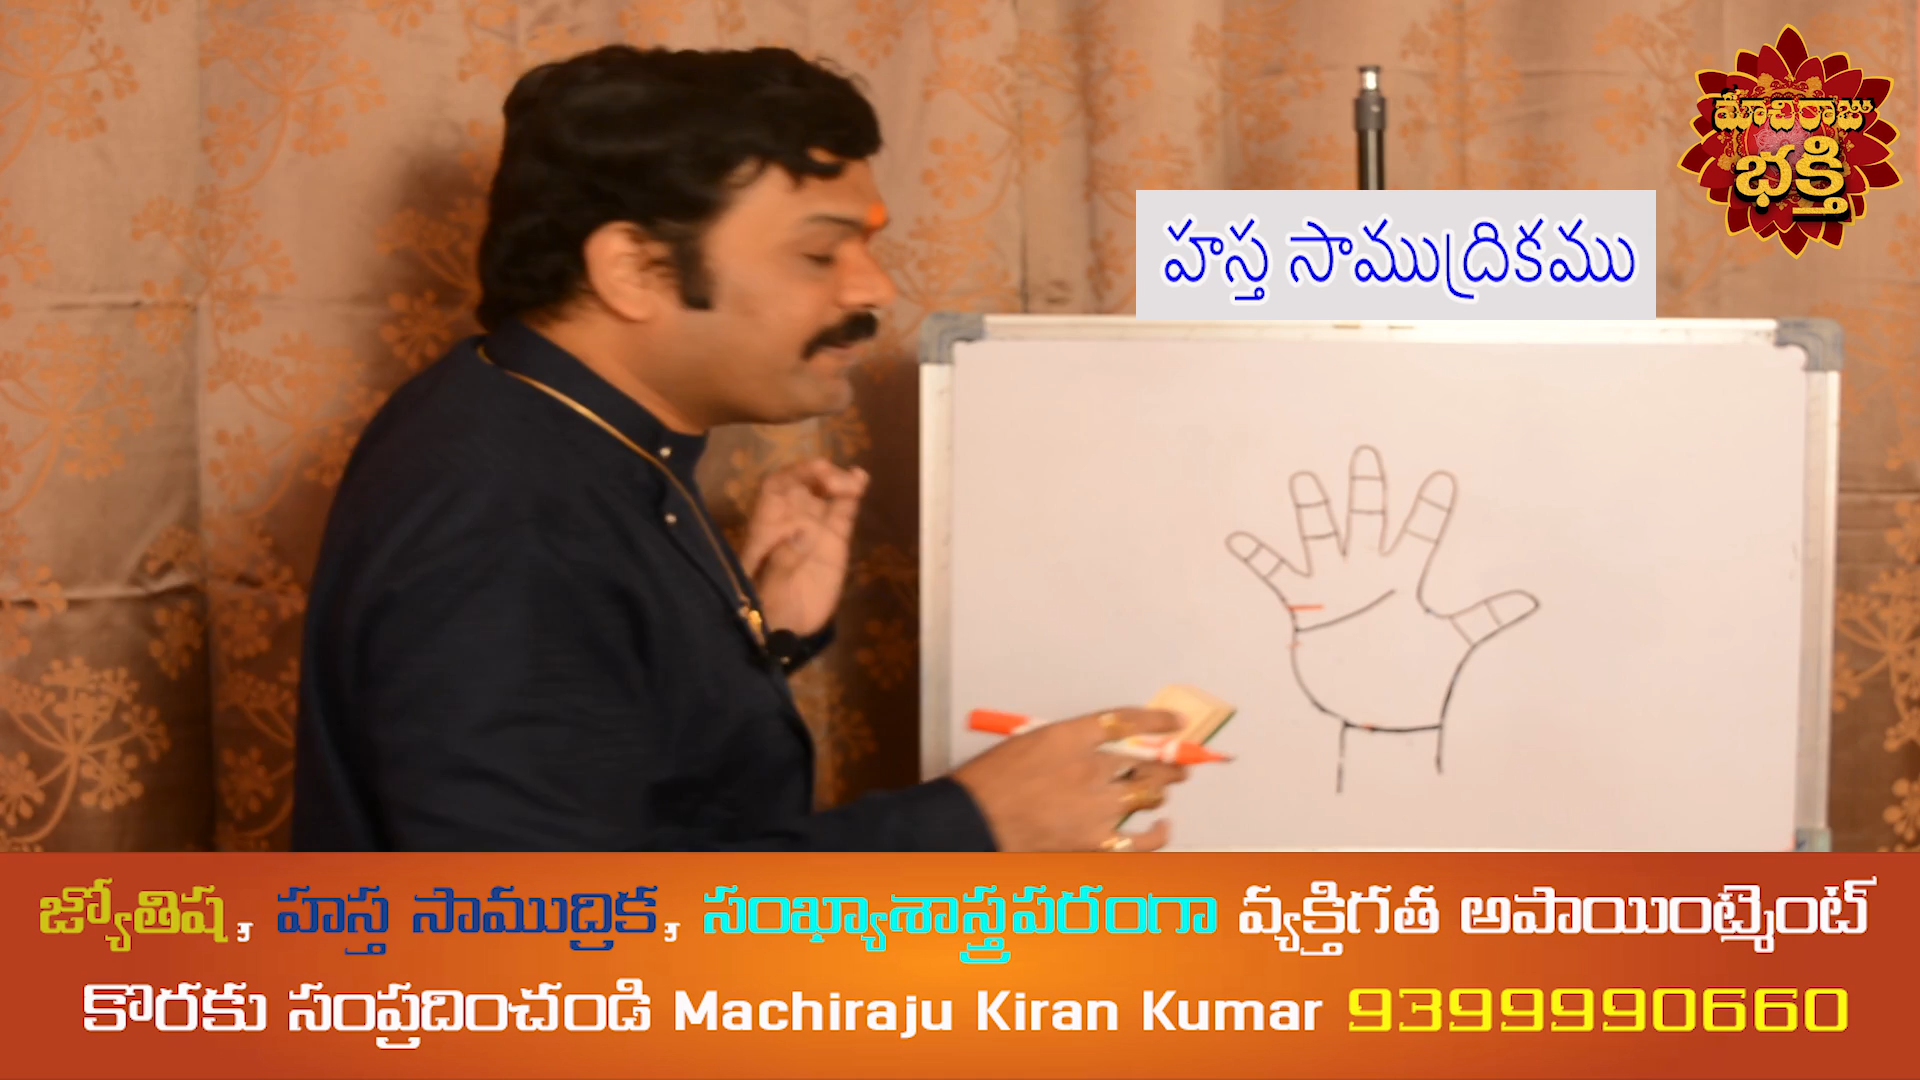 మాచిరాజు
భక్తి
హస్త సాముద్రికము
జ్యోతిష, హస్త సాముద్రిక, సంఖ్యాశాస్త్రపరంగా వ్యక్తిగత అపాయింట్మెంట్
కొరకు సంప్రదించండి Machiraju Kiran Kumar 9399990660